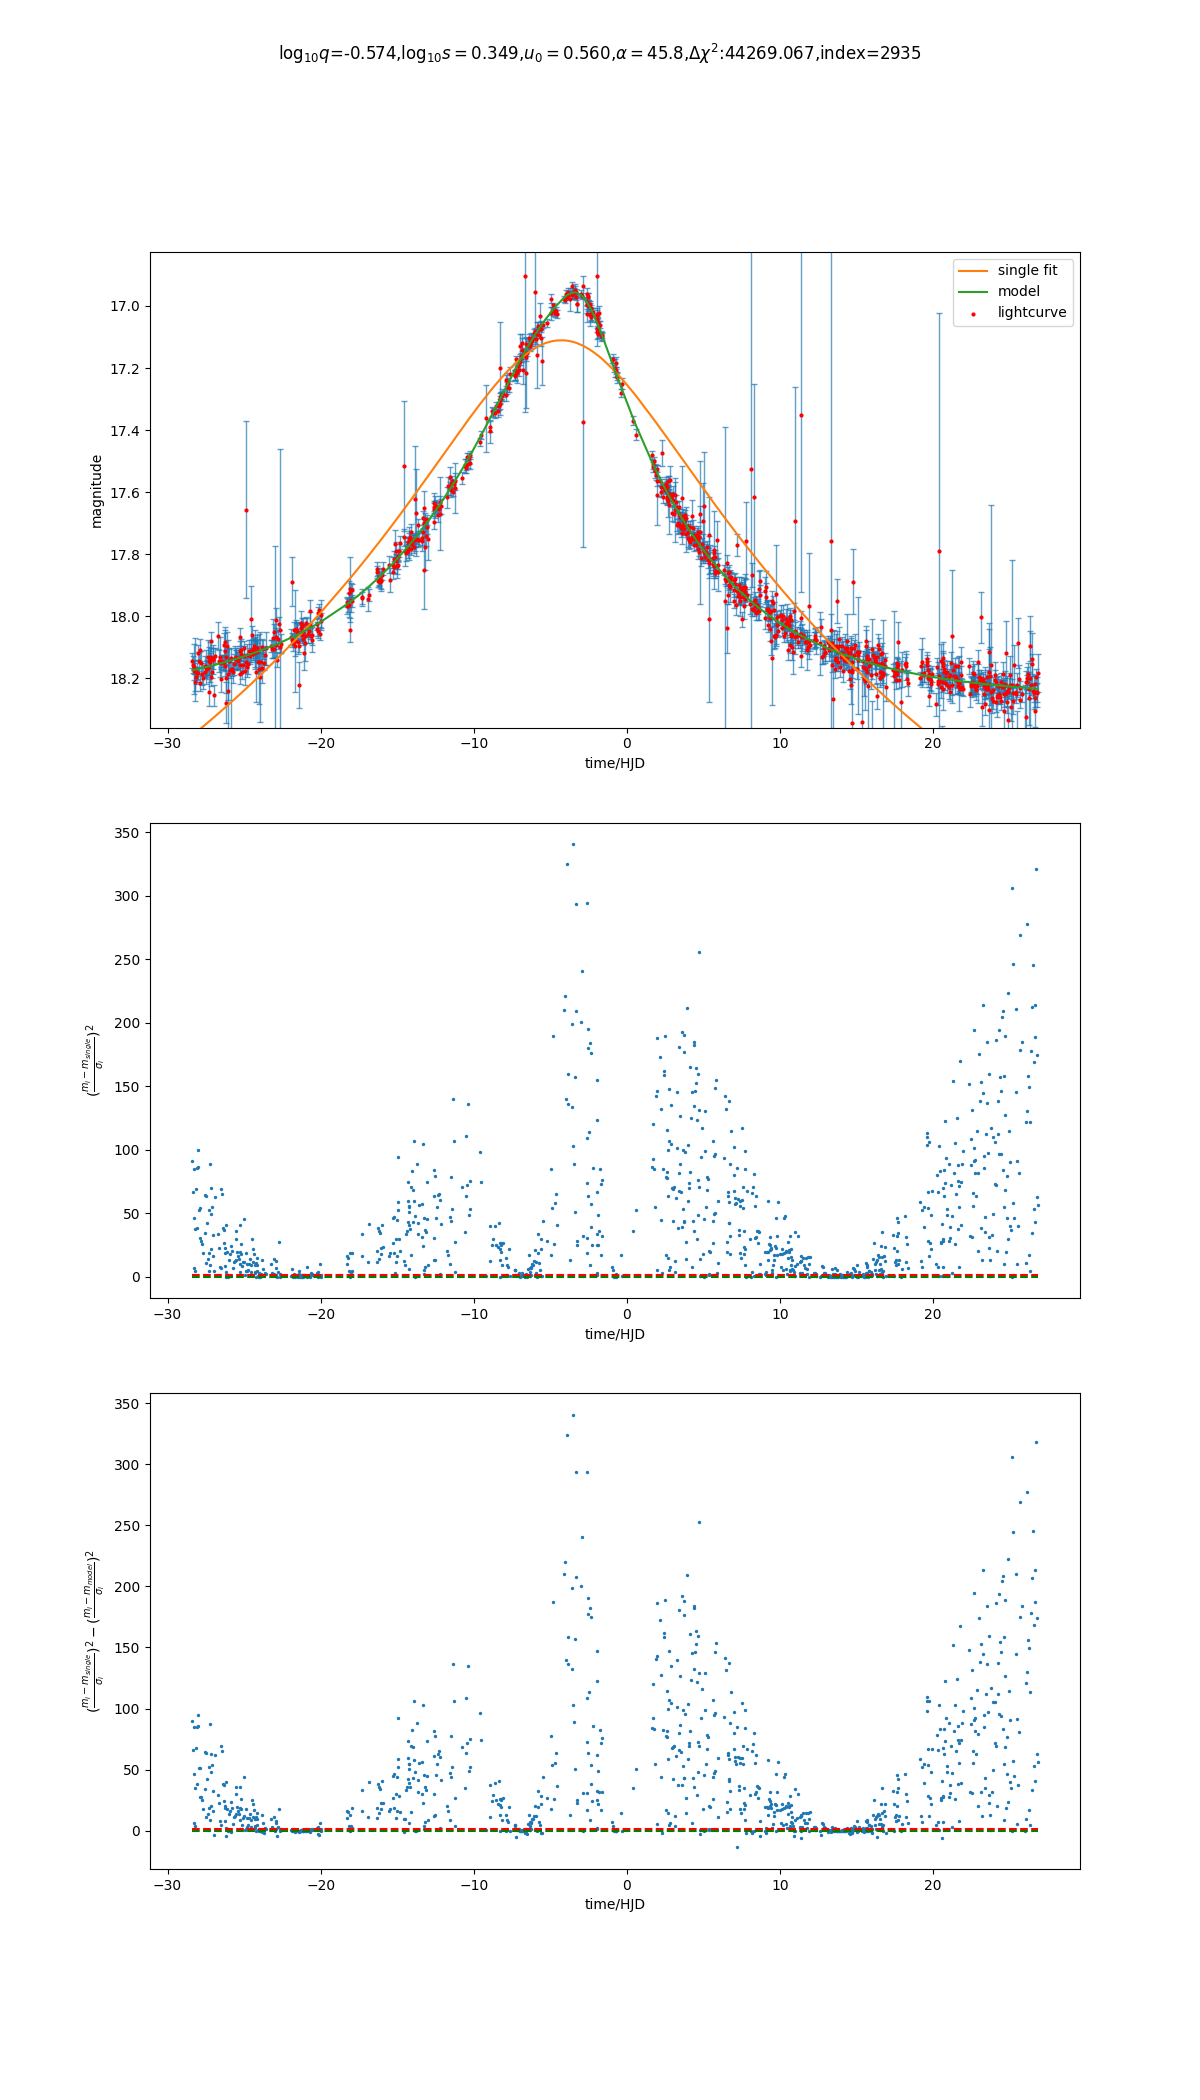 log₁₀q=-0.574,log₁₀s = 0.349,u₀ = 0.560,α = 45.8,Δχ²:44269.067,index=2935
single fit
model
lightcurve
17.0
17.2
17.4
17.6
17.8
18.0
18.2
magnitude
−30 −20 −10 0 10 20
time/HJD
350
300
250
200
150
100
50
0
(mᵢ − m_single / σᵢ)²
−30 −20 −10 0 10 20
time/HJD
350
300
250
200
150
100
50
0
(mᵢ − m_single / σᵢ)² − (mᵢ − m_model / σᵢ)²
−30 −20 −10 0 10 20
time/HJD